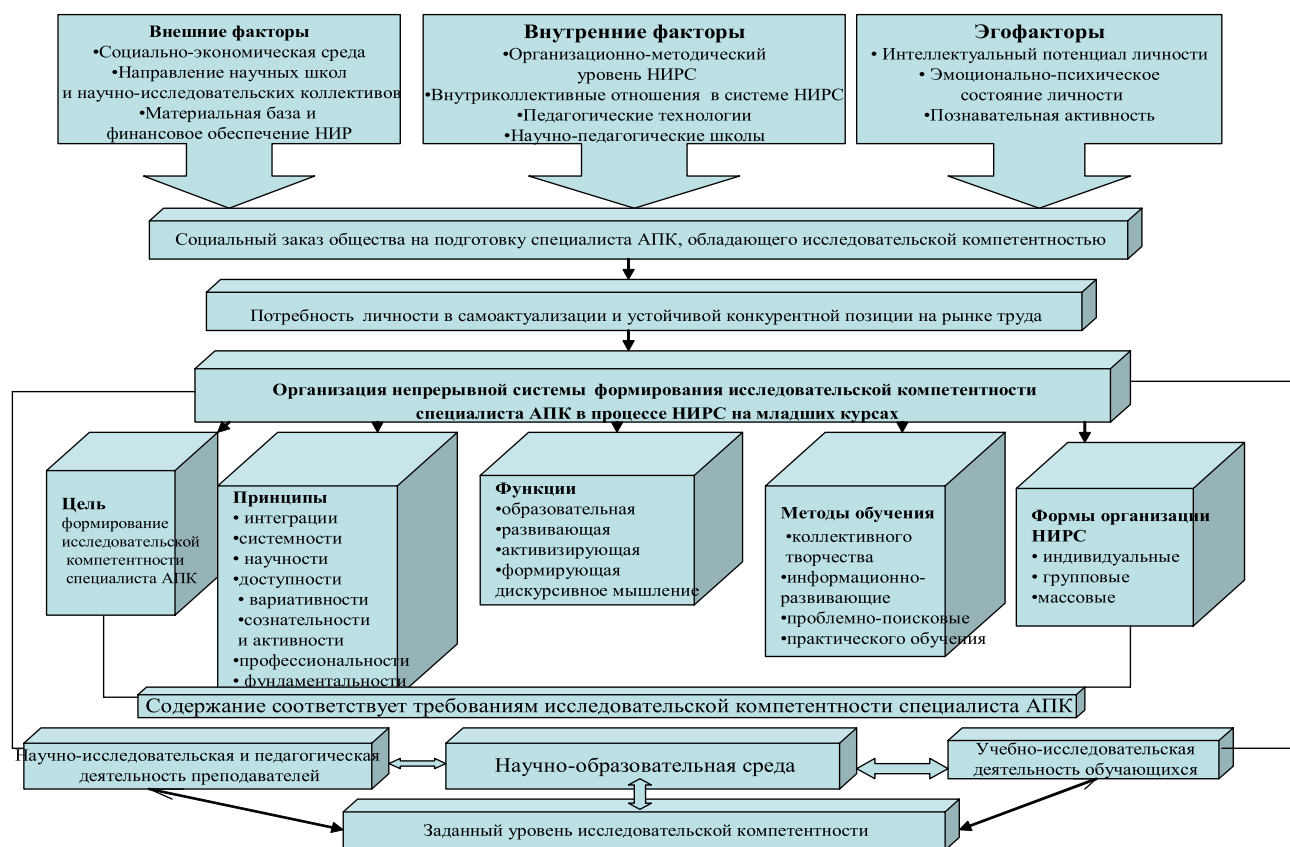 Внешние факторы
•Социально-экономическая среда
•Направление научных школ
и научно-исследовательских коллективов
•Материальная база и
финансовое обеспечение НИР
Внутренние факторы
•Организационно-методический
уровень НИРС
•Внутриколлективные отношения в системе НИРС
•Педагогические технологии
•Научно-педагогические школы
Эгофакторы
• Интеллектуальный потенциал личности
• Эмоционально-психическое
состояние личности
•Познавательная активность
Социальный заказ общества на подготовку специалиста АПК, обладающего исследовательской компетентностью
Потребность личности в самоактуализации и устойчивой конкурентной позиции на рынке труда
Организация непрерывной системы формирования исследовательской компетентности
специалиста АПК в процессе НИРС на младших курсах
Цель
формирование
исследовательской
компетентности
специалиста АПК
Принципы
• интеграции
•системности
• научности
•доступности
• вариативности
•сознательности
и активности
•профессиональности
• фундаментальности
Функции
•образовательная
•развивающая
•активизирующая
•формирующая
дискурсивное мышление
Методы обучения
•коллективного
творчества
•информационно-
развивающие
•проблемно-поисковые
•практического обучения
Формы организации
НИРС
• индивидуальные
• групповые
•массовые
Содержание соответствует требованиям исследовательской компетентности специалиста АПК
Научно-исследовательская и педагогическая
деятельность преподавателей
Научно-образовательная среда
Учебно-исследовательская
деятельность обучающихся
Заданный уровень исследовательской компетентности